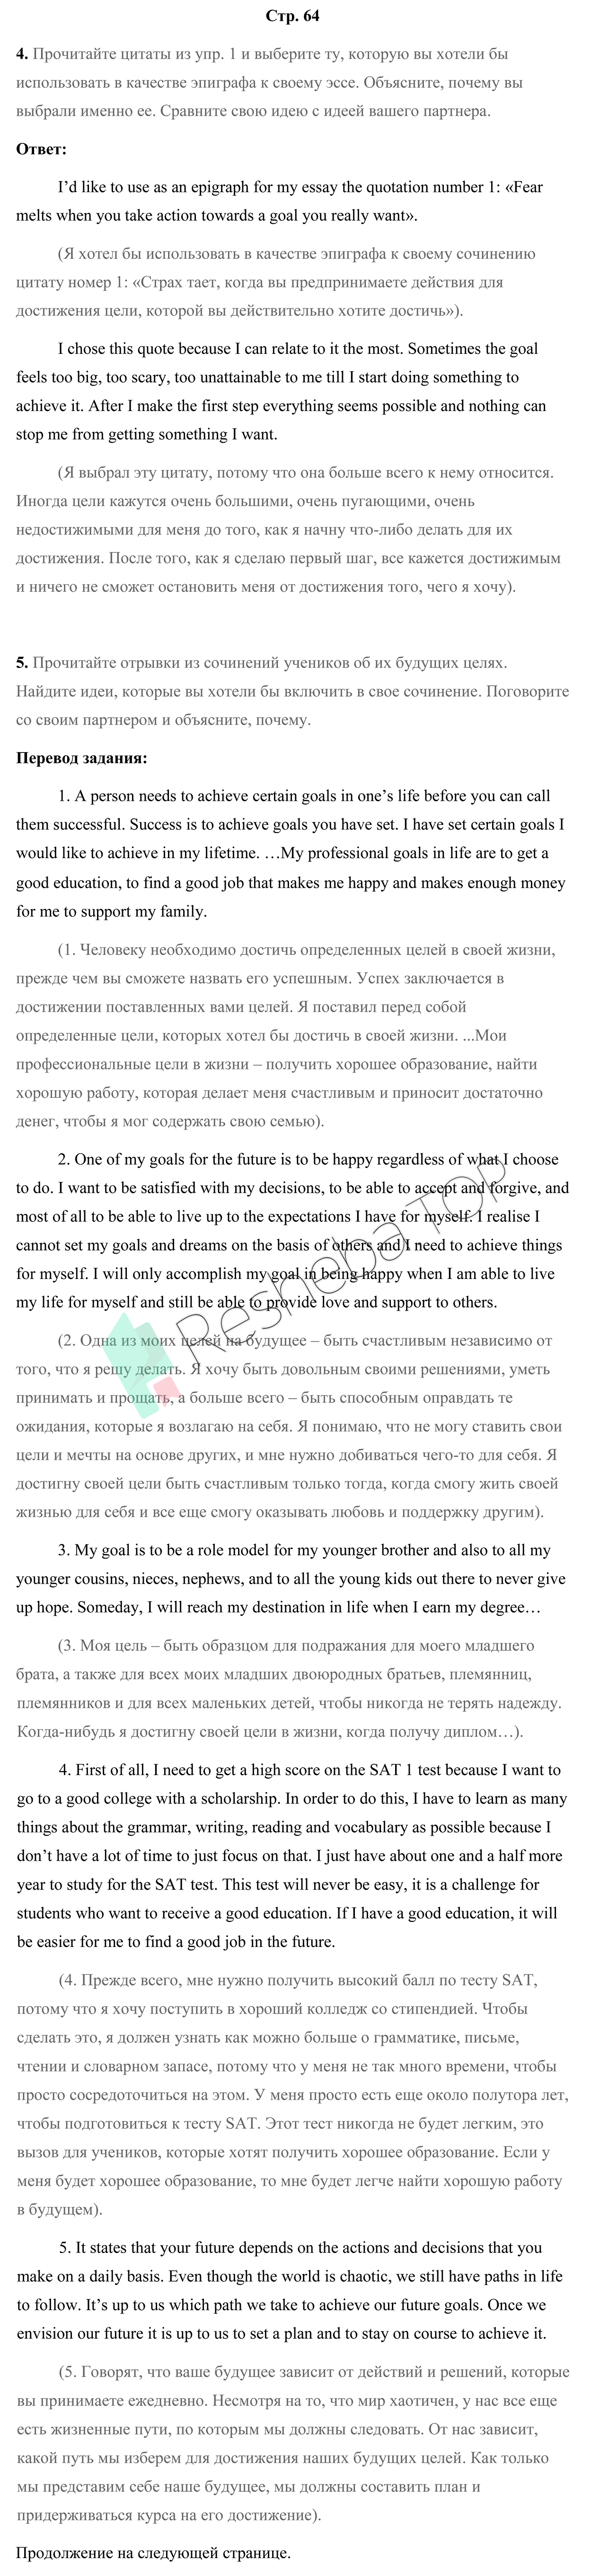 Стр. 64
4. Прочитайте цитаты из упр. 1 и выберите ту, которую вы хотели бы
использовать в качестве эпиграфа к своему эссе. Объясните, почему вы
выбрали именно ее. Сравните свою идею с идеей вашего партнера.
Ответ:
I’d like to use as an epigraph for my essay the quotation number 1: «Fear
melts when you take action towards a goal you really want».
(Я хотел бы использовать в качестве эпиграфа к своему сочинению
цитату номер 1: «Страх тает, когда вы предпринимаете действия для
достижения цели, которой вы действительно хотите достичь»).
I chose this quote because I can relate to it the most. Sometimes the goal
feels too big, too scary, too unattainable to me till I start doing something to
achieve it. After I make the first step everything seems possible and nothing can
stop me from getting something I want.
(Я выбрал эту цитату, потому что она больше всего к нему относится.
Иногда цели кажутся очень большими, очень пугающими, очень
недостижимыми для меня до того, как я начну что-либо делать для их
достижения. После того, как я сделаю первый шаг, все кажется достижимым
и ничего не сможет остановить меня от достижения того, чего я хочу).
5. Прочитайте отрывки из сочинений учеников об их будущих целях.
Найдите идеи, которые вы хотели бы включить в свое сочинение. Поговорите
со своим партнером и объясните, почему.
Перевод задания:
1. A person needs to achieve certain goals in one’s life before you can call
them successful. Success is to achieve goals you have set. I have set certain goals I
would like to achieve in my lifetime. …My professional goals in life are to get a
good education, to find a good job that makes me happy and makes enough money
for me to support my family.
(1. Человеку необходимо достичь определенных целей в своей жизни,
прежде чем вы сможете назвать его успешным. Успех заключается в
достижении поставленных вами целей. Я поставил перед собой
определенные цели, которых хотел бы достичь в своей жизни. ...Мои
профессиональные цели в жизни – получить хорошее образование, найти
хорошую работу, которая делает меня счастливым и приносит достаточно
денег, чтобы я мог содержать свою семью).
2. One of my goals for the future is to be happy regardless of what I choose
to do. I want to be satisfied with my decisions, to be able to accept and forgive, and
most of all to be able to live up to the expectations I have for myself. I realise I
cannot set my goals and dreams on the basis of others and I need to achieve things
for myself. I will only accomplish my goal in being happy when I am able to live
my life for myself and still be able to provide love and support to others.
Resheba TOP
(2. Одна из моих целей на будущее – быть счастливым независимо от
того, что я решу делать. Я хочу быть довольным своими решениями, уметь
принимать и прощать, а больше всего – быть способным оправдать те
ожидания, которые я возлагаю на себя. Я понимаю, что не могу ставить свои
цели и мечты на основе других, и мне нужно добиваться чего-то для себя. Я
достигну своей цели быть счастливым только тогда, когда смогу жить своей
жизнью для себя и все еще смогу оказывать любовь и поддержку другим).
3. My goal is to be a role model for my younger brother and also to all my
younger cousins, nieces, nephews, and to all the young kids out there to never give
up hope. Someday, I will reach my destination in life when I earn my degree…
(3. Моя цель – быть образцом для подражания для моего младшего
брата, а также для всех моих младших двоюродных братьев, племянниц,
племянников и для всех маленьких детей, чтобы никогда не терять надежду.
Когда-нибудь я достигну своей цели в жизни, когда получу диплом…).
4. First of all, I need to get a high score on the SAT 1 test because I want to
go to a good college with a scholarship. In order to do this, I have to learn as many
things about the grammar, writing, reading and vocabulary as possible because I
don’t have a lot of time to just focus on that. I just have about one and a half more
year to study for the SAT test. This test will never be easy, it is a challenge for
students who want to receive a good education. If I have a good education, it will
be easier for me to find a good job in the future.
(4. Прежде всего, мне нужно получить высокий балл по тесту SAT,
потому что я хочу поступить в хороший колледж со стипендией. Чтобы
сделать это, я должен узнать как можно больше о грамматике, письме,
чтении и словарном запасе, потому что у меня не так много времени, чтобы
просто сосредоточиться на этом. У меня просто есть еще около полутора лет,
чтобы подготовиться к тесту SAT. Этот тест никогда не будет легким, это
вызов для учеников, которые хотят получить хорошее образование. Если у
меня будет хорошее образование, то мне будет легче найти хорошую работу
в будущем).
5. It states that your future depends on the actions and decisions that you
make on a daily basis. Even though the world is chaotic, we still have paths in life
to follow. It’s up to us which path we take to achieve our future goals. Once we
envision our future it is up to us to set a plan and to stay on course to achieve it.
(5. Говорят, что ваше будущее зависит от действий и решений, которые
вы принимаете ежедневно. Несмотря на то, что мир хаотичен, у нас все еще
есть жизненные пути, по которым мы должны следовать. От нас зависит,
какой путь мы изберем для достижения наших будущих целей. Как только
мы представим себе наше будущее, мы должны составить план и
придерживаться курса на его достижение).
Продолжение на следующей странице.